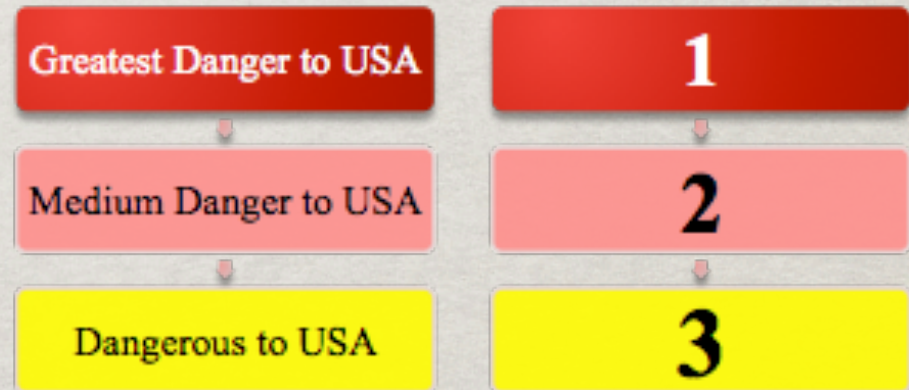 Greatest Danger to USA
1
Medium Danger to USA
2
Dangerous to USA
3